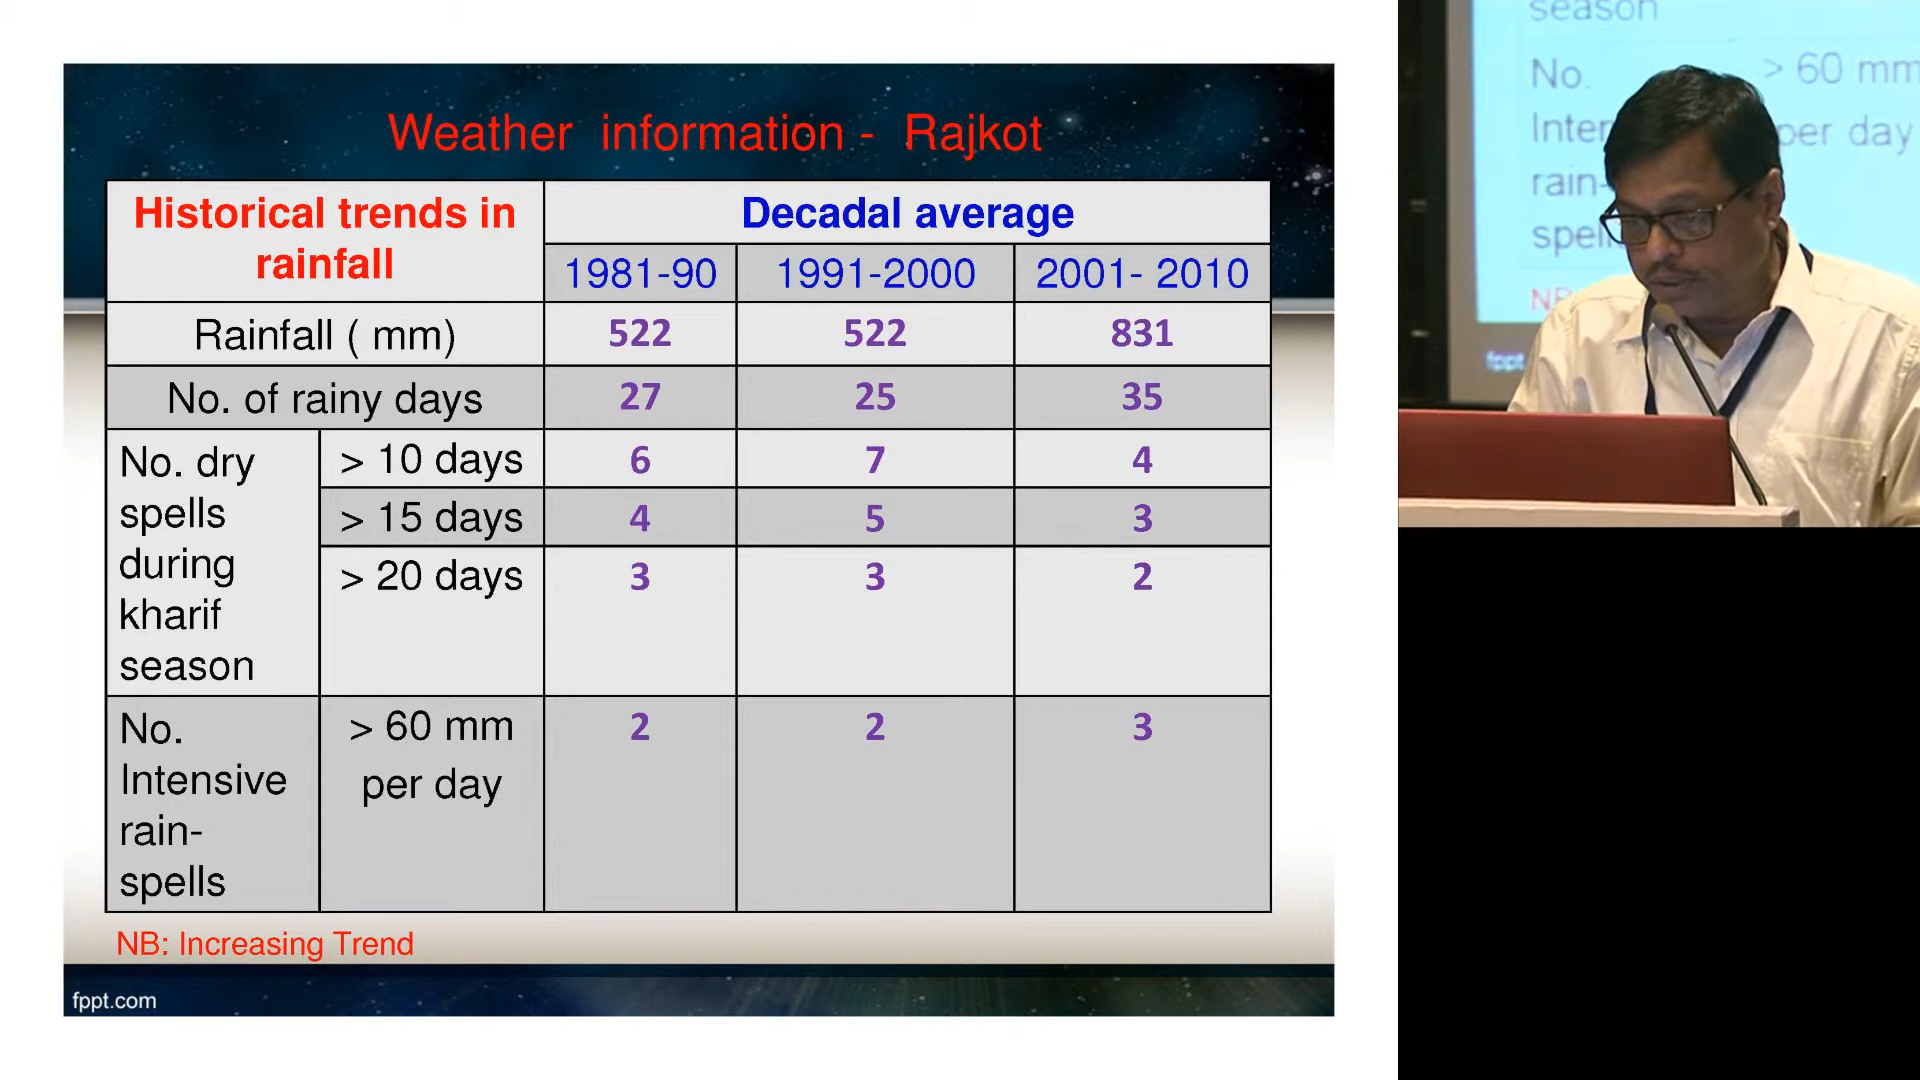 Weather information - Rajkot
Historical trends in
rainfall
Decadal average
1981-90 1991-2000 2001- 2010
Rainfall ( mm) 522 522 831
No. of rainy days 27 25 35
No. dry
spells
during
kharif
season
> 10 days 6 7 4
> 15 days 4 5 3
> 20 days 3 3 2
No.
Intensive
rain-
spells
> 60 mm
per day
2 2 3
NB: Increasing Trend
fppt.com
season
No.
> 60 mm
per day
rain-
fppt